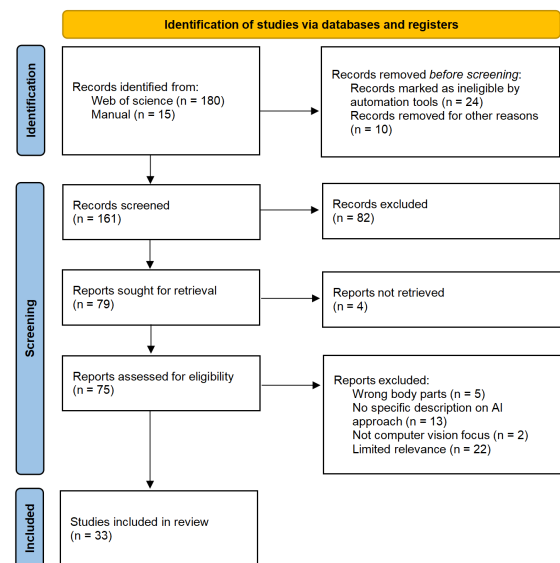 Identification of studies via databases and registers
Identification
Records identified from:
Web of science (n = 180)
Manual (n = 15)
Records removed before screening:
Records marked as ineligible by
automation tools (n = 24)
Records removed for other reasons
(n = 10)
Screening
Records screened
(n = 161)
Records excluded
(n = 82)
Reports sought for retrieval
(n = 79)
Reports not retrieved
(n = 4)
Reports assessed for eligibility
(n = 75)
Reports excluded:
Wrong body parts (n = 5)
No specific description on AI
approach (n = 13)
Not computer vision focus (n = 2)
Limited relevance (n = 22)
Included
Studies included in review
(n = 33)